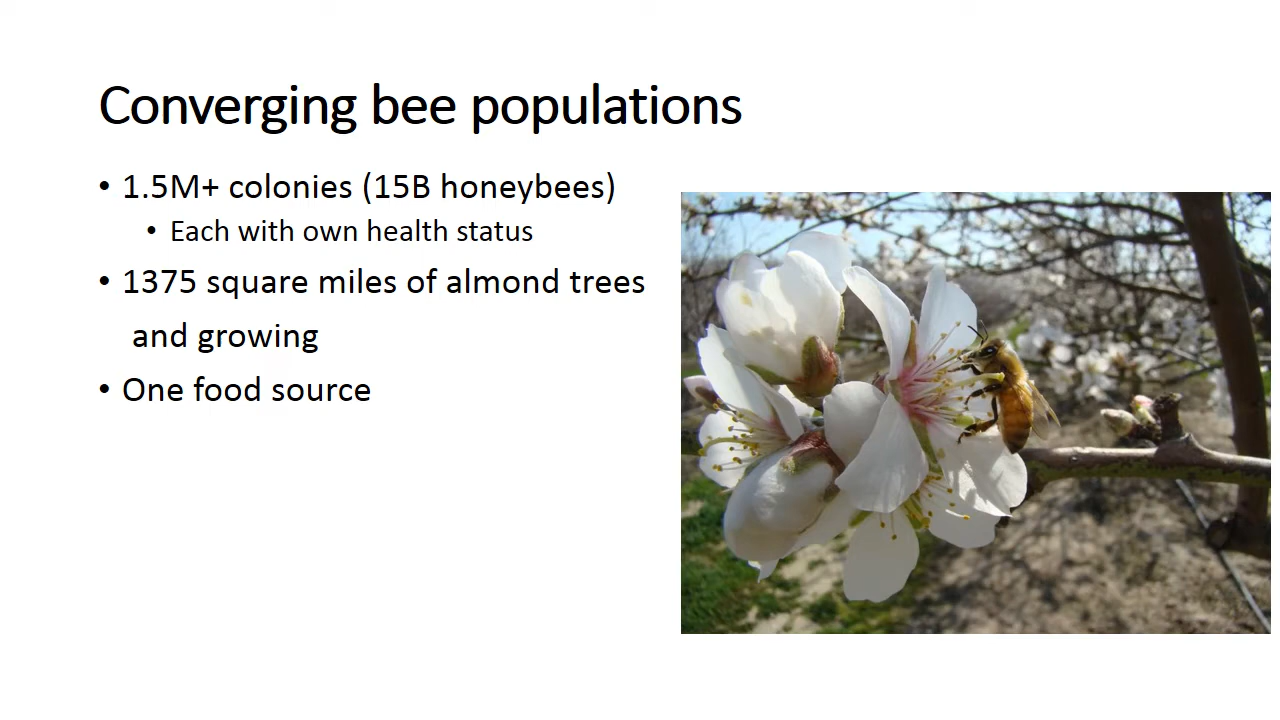 Converging bee populations
• 1.5M+ colonies (15B honeybees)
• Each with own health status
• 1375 square miles of almond trees
and growing
• One food source